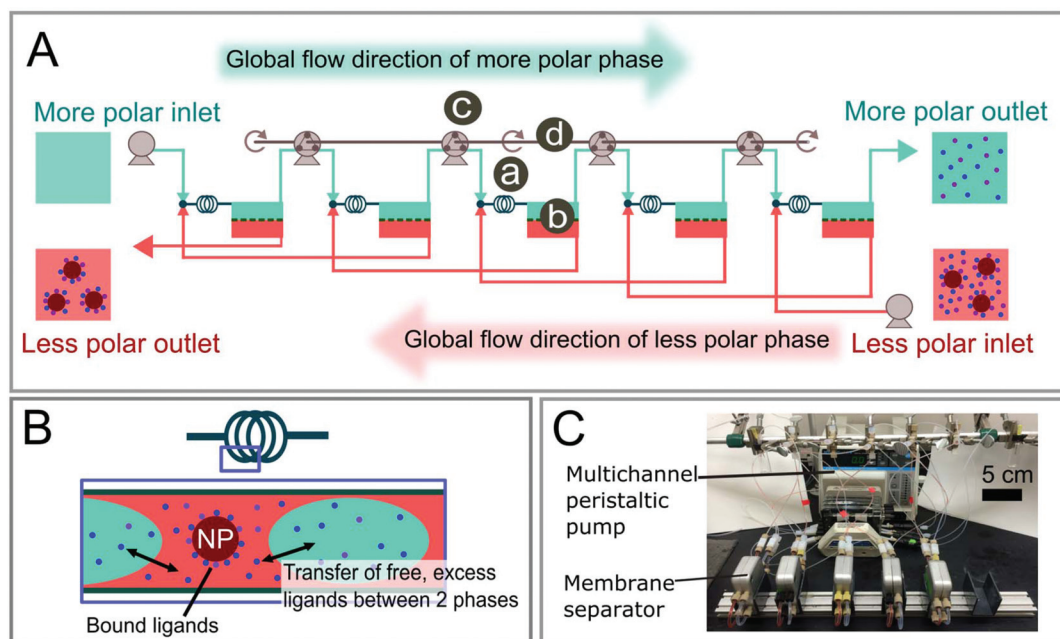 A
Global flow direction of more polar phase
More polar inlet
More polar outlet
c
d
a
b
Less polar outlet
Global flow direction of less polar phase
Less polar inlet
B
NP
Transfer of free, excess
ligands between 2 phases
Bound ligands
C
Multichannel
peristaltic
pump
Membrane
separator
5 cm